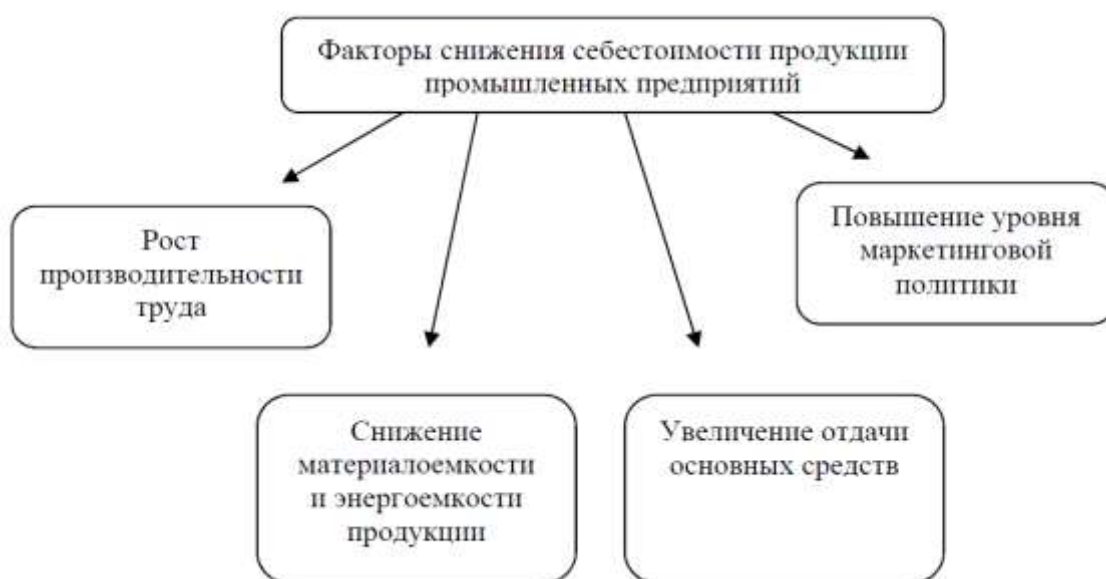 Факторы снижения себестоимости продукции
промышленных предприятий
Рост
производительности
труда
Снижение
материалоемкости
и энергоемкости
продукции
Увеличение отдачи
основных средств
Повышение уровня
маркетинговой
политики